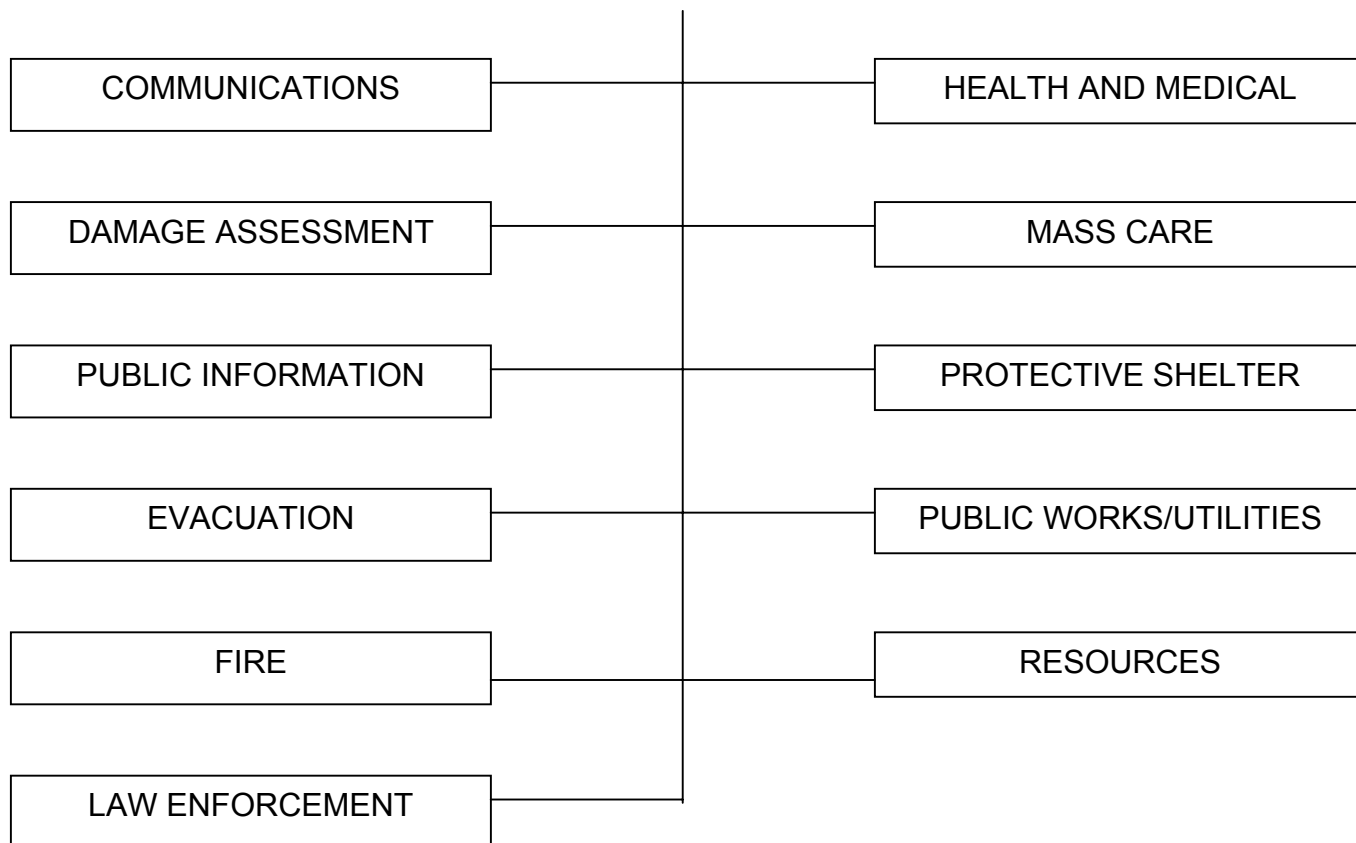 COMMUNICATIONS
HEALTH AND MEDICAL
DAMAGE ASSESSMENT
MASS CARE
PUBLIC INFORMATION
PROTECTIVE SHELTER
EVACUATION
PUBLIC WORKS/UTILITIES
FIRE
RESOURCES
LAW ENFORCEMENT